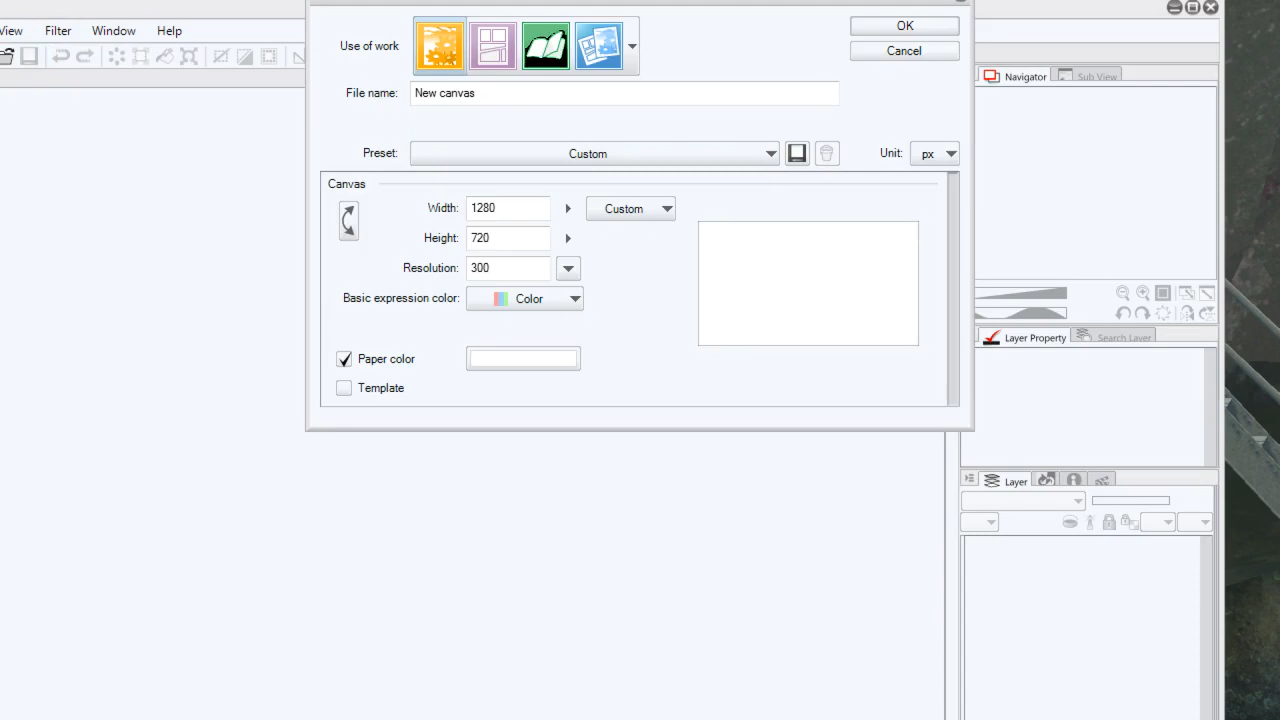 View Filter Window Help
Use of work
OK
Cancel
File name: New canvas
Preset: Custom Unit: px
Canvas
Width: 1280 Custom
Height: 720
Resolution: 300
Basic expression color: Color
Paper color
Template
Navigator Sub View
Layer Property Search Layer
Layer